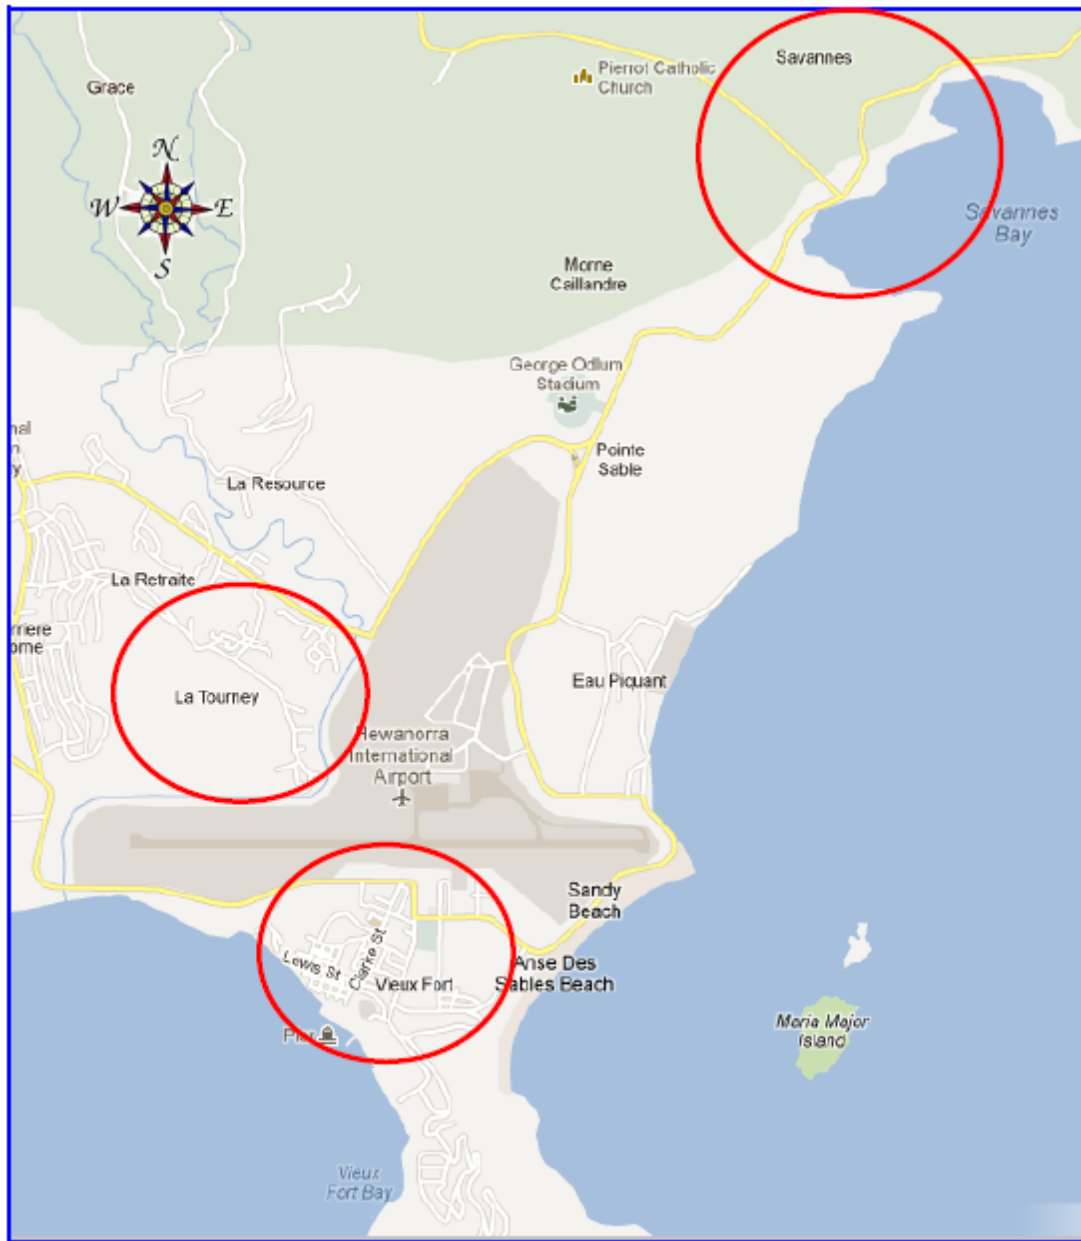 Savannes
Pierrot Catholic
Church
Grace
N
W
E
S
Savannes
Bay
Morne
Caillandre
George Odlum
Stadium
Pointe
Sable
La Resource
La Retraite
La Tourney
Eau Piquant
Hewanorra
International
Airport
Sandy
Beach
Lewis St
Clarke St
Vieux Fort
Anse Des
Sables Beach
Pier
Maria Major
Island
Vieux
Fort Bay